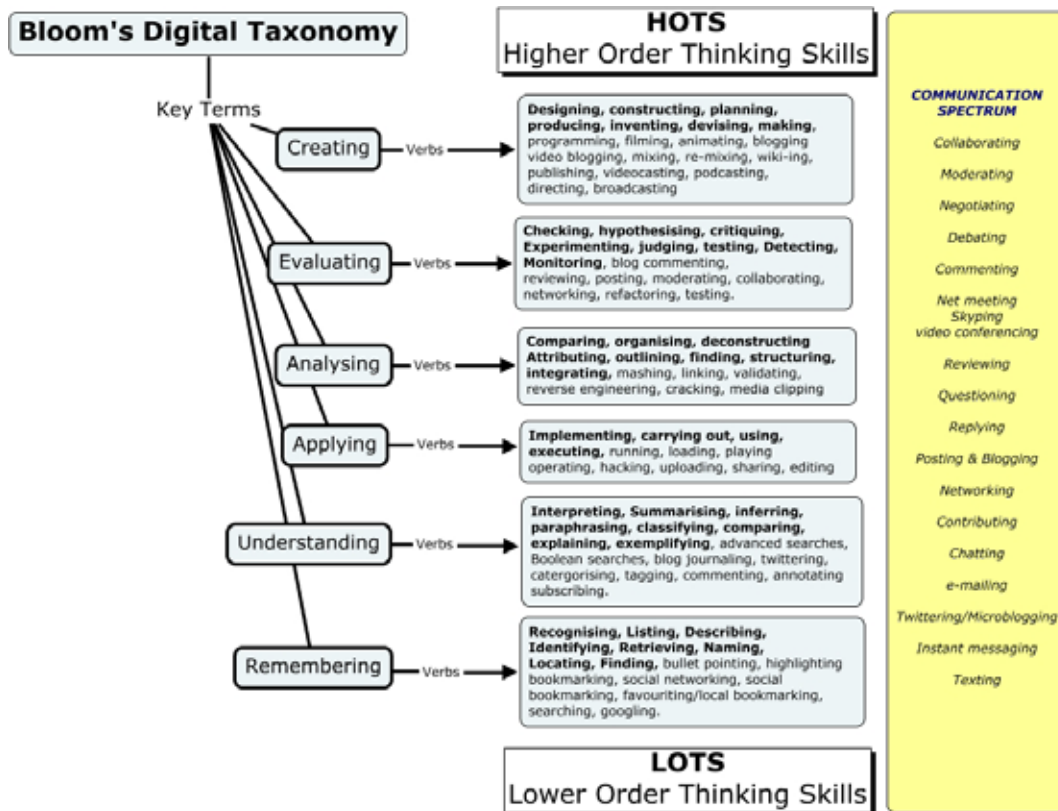 Bloom's Digital Taxonomy
Key Terms
HOTS
Higher Order Thinking Skills
Creating
Verbs
Designing, constructing, planning,
producing, inventing, devising, making,
programming, filming, animating, blogging
video blogging, mixing, re-mixing, wiki-ing,
publishing, videocasting, podcasting,
directing, broadcasting
Evaluating
Verbs
Checking, hypothesising, critiquing,
Experimenting, judging, testing, Detecting,
Monitoring, blog commenting,
reviewing, posting, moderating, collaborating,
networking, refactoring, testing.
Analysing
Verbs
Comparing, organising, deconstructing
Attributing, outlining, finding, structuring,
integrating, mashing, linking, validating,
reverse engineering, cracking, media clipping
Applying
Verbs
Implementing, carrying out, using,
executing, running, loading, playing
operating, hacking, uploading, sharing, editing
Understanding
Verbs
Interpreting, Summarising, inferring,
paraphrasing, classifying, comparing,
explaining, exemplifying, advanced searches,
Boolean searches, blog journaling, twittering,
catergorising, tagging, commenting, annotating
subscribing.
Remembering
Verbs
Recognising, Listing, Describing,
Identifying, Retrieving, Naming,
Locating, Finding, bullet pointing, highlighting
bookmarking, social networking, social
bookmarking, favouriting/local bookmarking,
searching, googling.
LOTS
Lower Order Thinking Skills
COMMUNICATION
SPECTRUM
Collaborating
Moderating
Negotiating
Debating
Commenting
Net meeting
Skyping
video conferencing
Reviewing
Questioning
Replying
Posting & Blogging
Networking
Contributing
Chatting
e-mailing
Twittering/Microblogging
Instant messaging
Texting